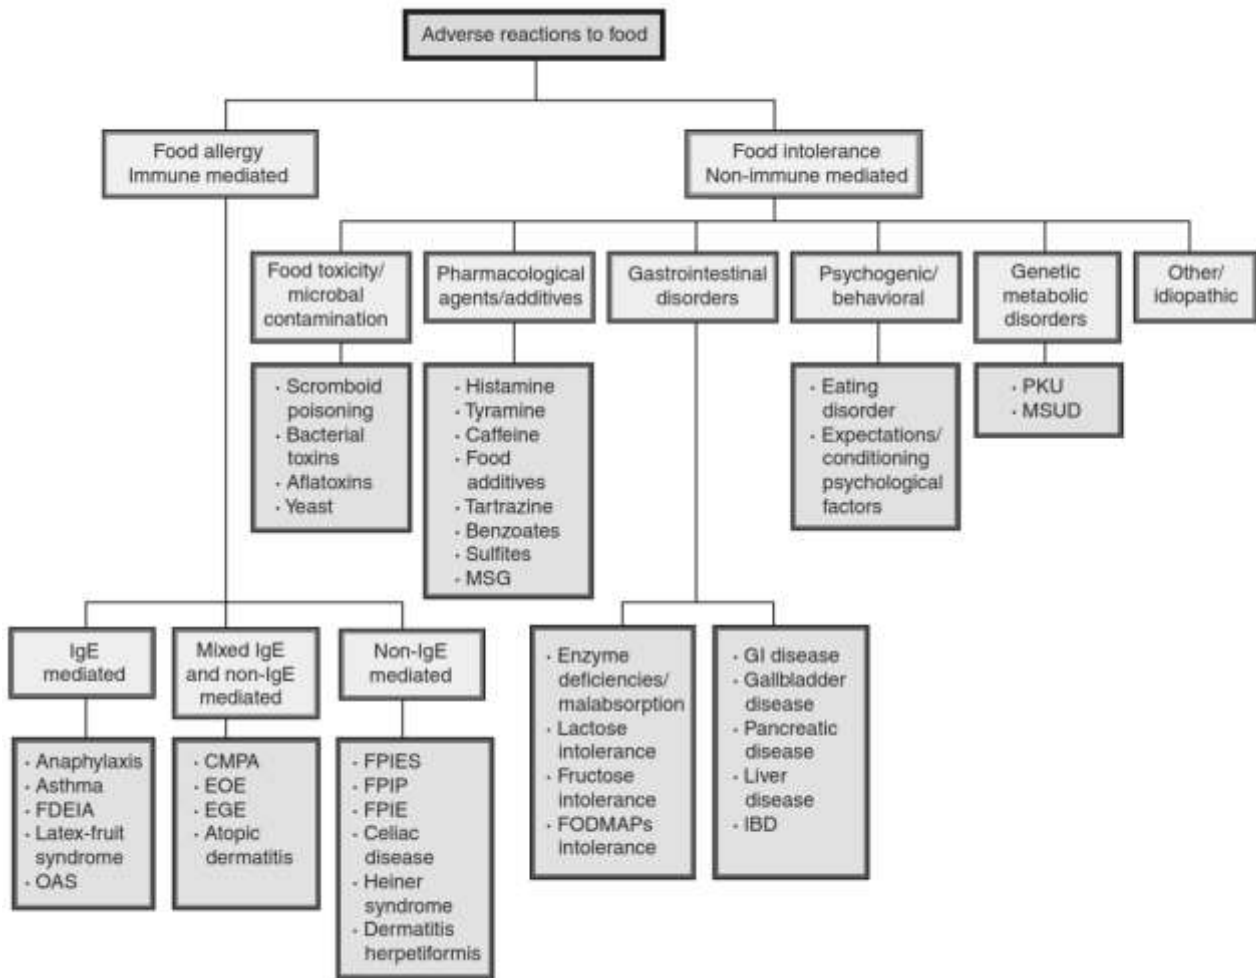 Adverse reactions to food
Food allergy
Immune mediated
Food intolerance
Non-immune mediated
Food toxicity/
microbal
contamination
Pharmacological
agents/additives
Gastrointestinal
disorders
Psychogenic/
behavioral
Genetic
metabolic
disorders
Other/
idiopathic
· Scromboid
poisoning
· Bacterial
toxins
· Aflatoxins
· Yeast
· Histamine
· Tyramine
· Caffeine
· Food
additives
· Tartrazine
· Benzoates
· Sulfites
· MSG
· Eating
disorder
· Expectations/
conditioning
psychological
factors
· PKU
· MSUD
IgE
mediated
Mixed IgE
and non-IgE
mediated
Non-IgE
mediated
· Enzyme
deficiencies/
malabsorption
· Lactose
intolerance
· Fructose
intolerance
· FODMAPs
intolerance
· GI disease
· Gallbladder
disease
· Pancreatic
disease
· Liver
disease
· IBD
· Anaphylaxis
· Asthma
· FDEIA
· Latex-fruit
syndrome
· OAS
· CMPA
· EOE
· EGE
· Atopic
dermatitis
· FPIES
· FPIP
· FPIE
· Celiac
disease
· Heiner
syndrome
· Dermatitis
herpetiformis